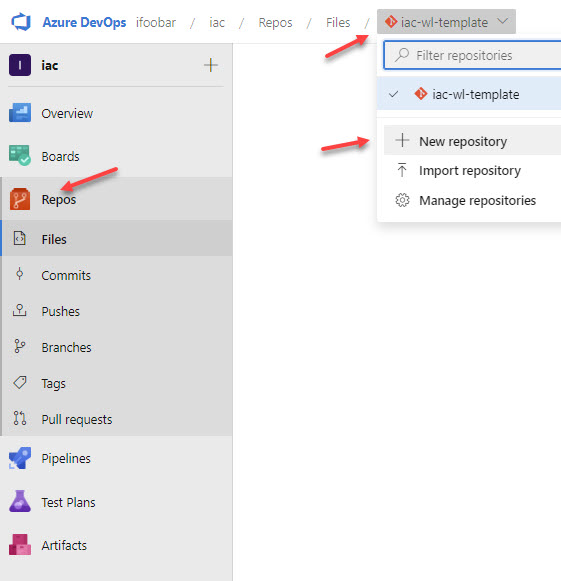 Azure DevOps ifoobar / iac / Repos / Files / iac-wl-template
Filter repositories
I iac +
iac-wl-template
Overview
New repository
Boards
Import repository
Repos
Manage repositories
Files
Commits
Pushes
Branches
Tags
Pull requests
Pipelines
Test Plans
Artifacts